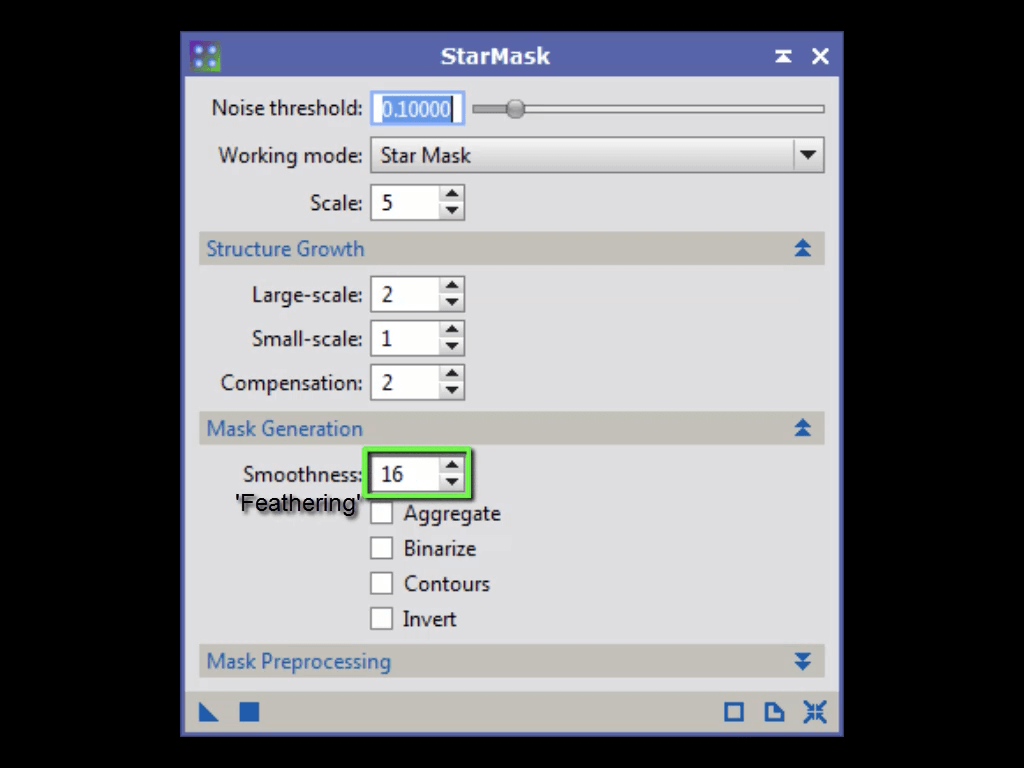 StarMask
Noise threshold: 0.10000
Working mode: Star Mask
Scale: 5
Structure Growth
Large-scale: 2
Small-scale: 1
Compensation: 2
Mask Generation
Smoothness: 16
'Feathering'
Aggregate
Binarize
Contours
Invert
Mask Preprocessing